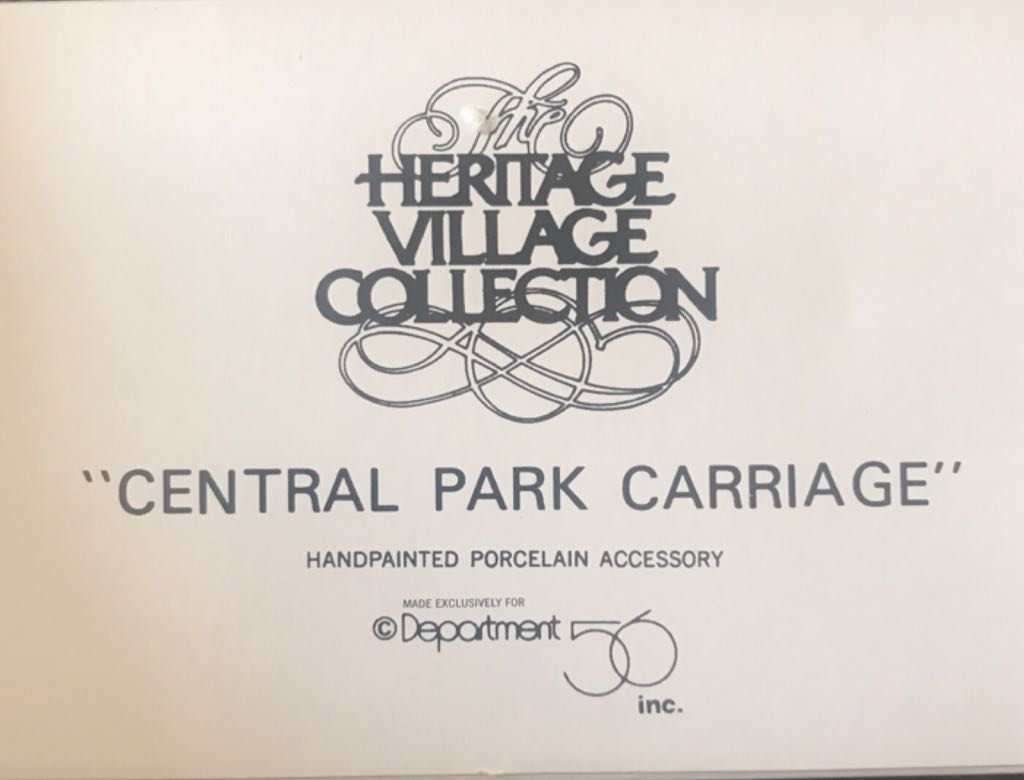 The
HERITAGE
VILLAGE
COLLECTION
"CENTRAL PARK CARRIAGE"
HANDPAINTED PORCELAIN ACCESSORY
MADE EXCLUSIVELY FOR
©Department 56
inc.